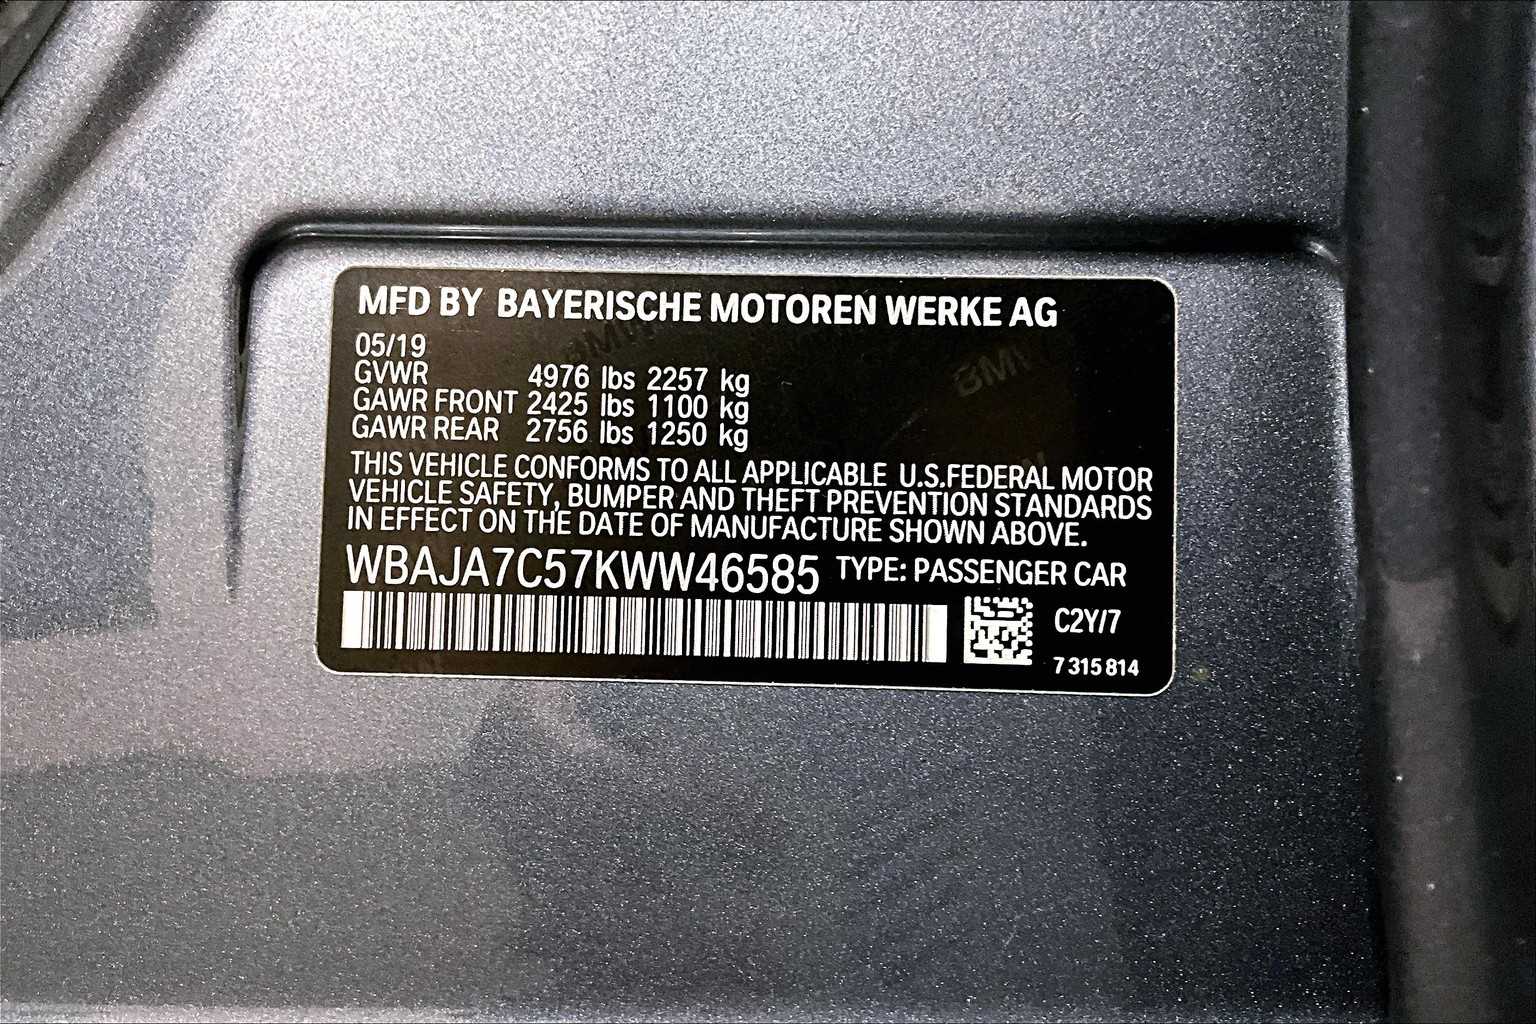 MFD BY BAYERISCHE MOTOREN WERKE AG
05/19
GVWR 4976 lbs 2257 kg
GAWR FRONT 2425 lbs 1100 kg
GAWR REAR 2756 lbs 1250 kg
THIS VEHICLE CONFORMS TO ALL APPLICABLE U.S.FEDERAL MOTOR
VEHICLE SAFETY, BUMPER AND THEFT PREVENTION STANDARDS
IN EFFECT ON THE DATE OF MANUFACTURE SHOWN ABOVE.
WBAJA7C57KWW46585 TYPE: PASSENGER CAR
C2Y/7
7 315 814
BMW
BMW